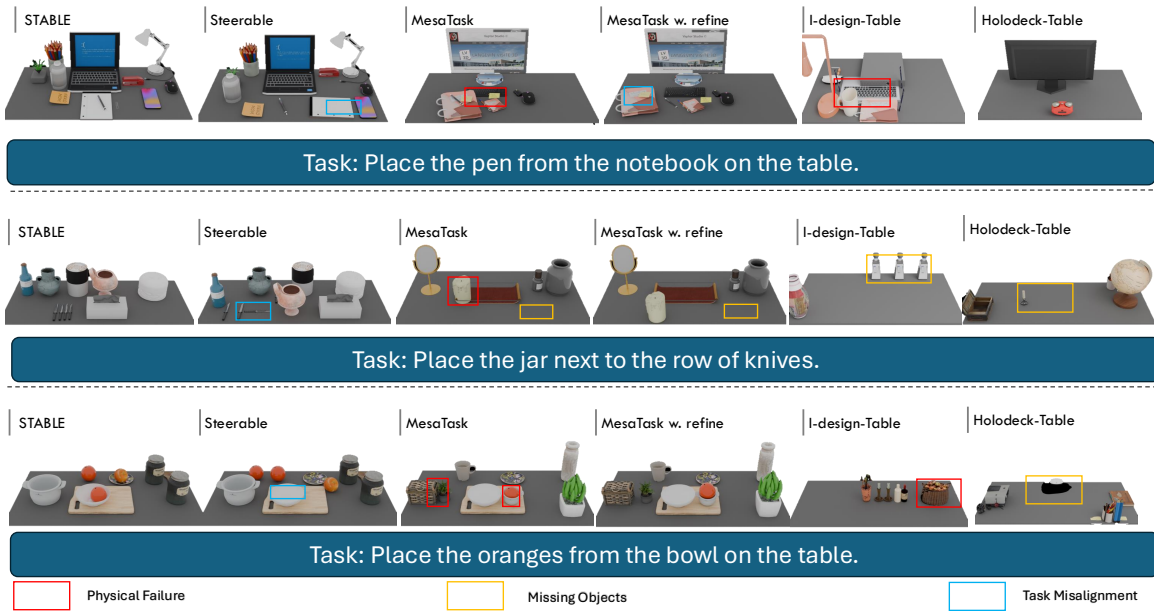 STABLE
Steerable
MesaTask
MesaTask w. refine
I-design-Table
Holodeck-Table
Task: Place the pen from the notebook on the table.
STABLE
Steerable
MesaTask
MesaTask w. refine
I-design-Table
Holodeck-Table
Task: Place the jar next to the row of knives.
STABLE
Steerable
MesaTask
MesaTask w. refine
I-design-Table
Holodeck-Table
Task: Place the oranges from the bowl on the table.
Physical Failure
Missing Objects
Task Misalignment